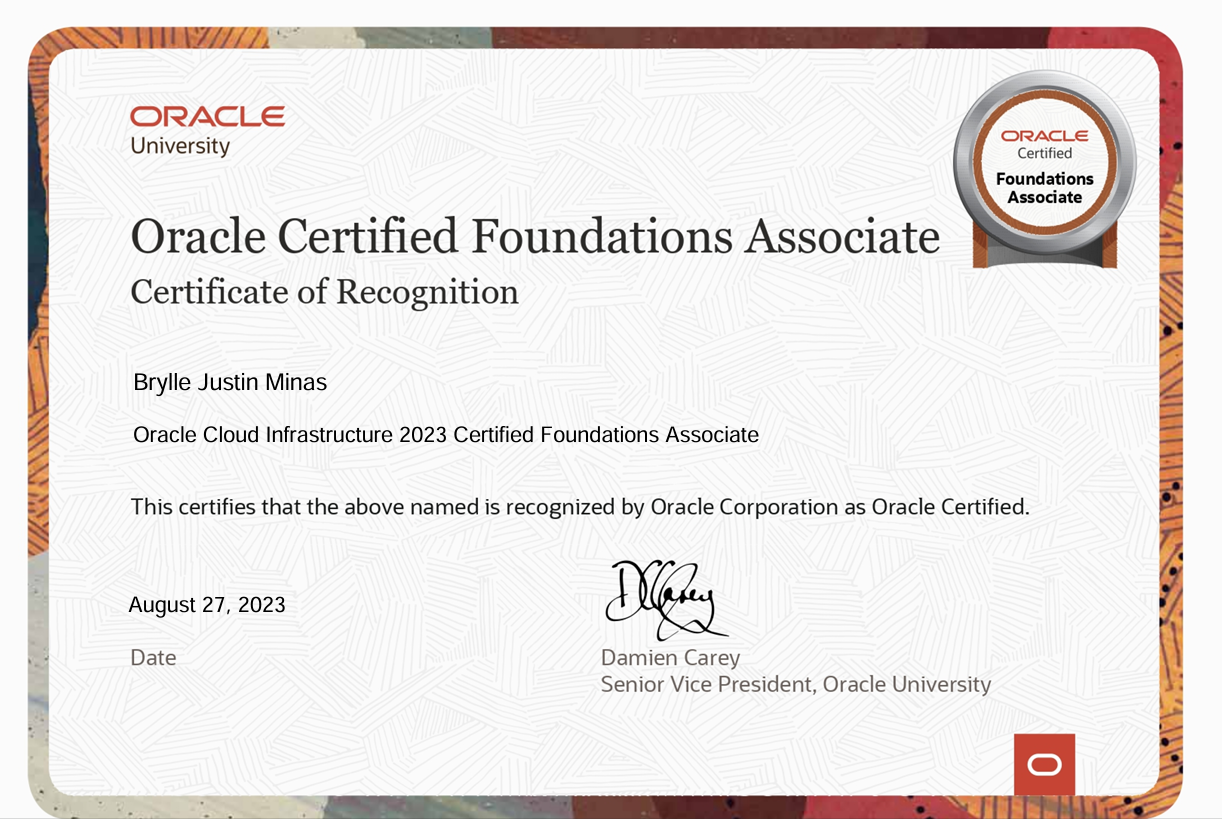 ORACLE
University
ORACLE
Certified
Foundations
Associate
Oracle Certified Foundations Associate
Certificate of Recognition
Brylle Justin Minas
Oracle Cloud Infrastructure 2023 Certified Foundations Associate
This certifies that the above named is recognized by Oracle Corporation as Oracle Certified.
August 27, 2023
Date
DCarey
Damien Carey
Senior Vice President, Oracle University